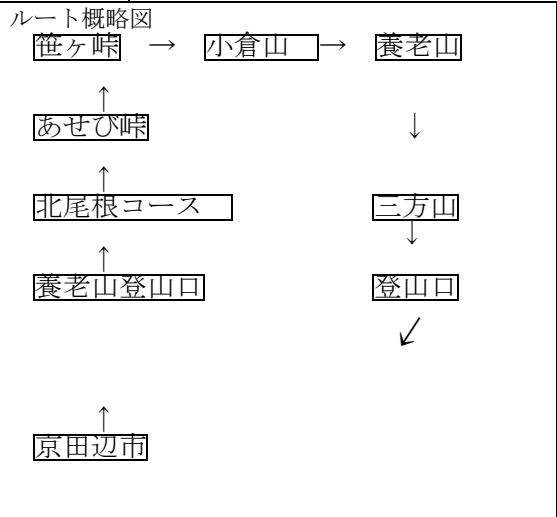 ルート概略図
笹ヶ峠 → 小倉山 → 養老山
↑
あせび峠 ↓
↑
北尾根コース 三方山
↑ ↓
養老山登山口 登山口
↙
↑
京田辺市